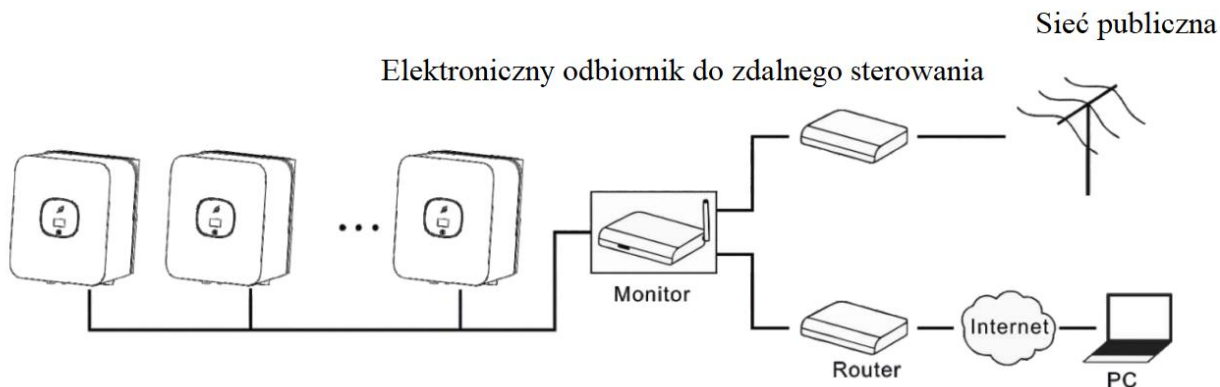 Sieć publiczna
Elektroniczny odbiornik do zdalnego sterowania
Monitor
Internet
Router
PC